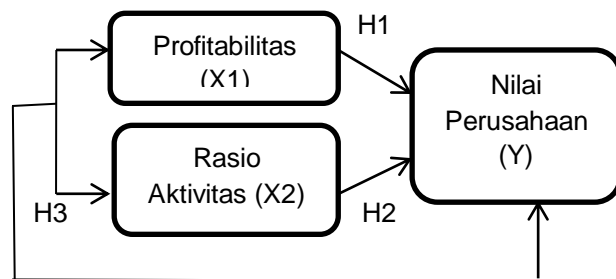 Profitabilitas
(X1)
H1
Nilai
Perusahaan
(Y)
Rasio
Aktivitas (X2)
H3
H2